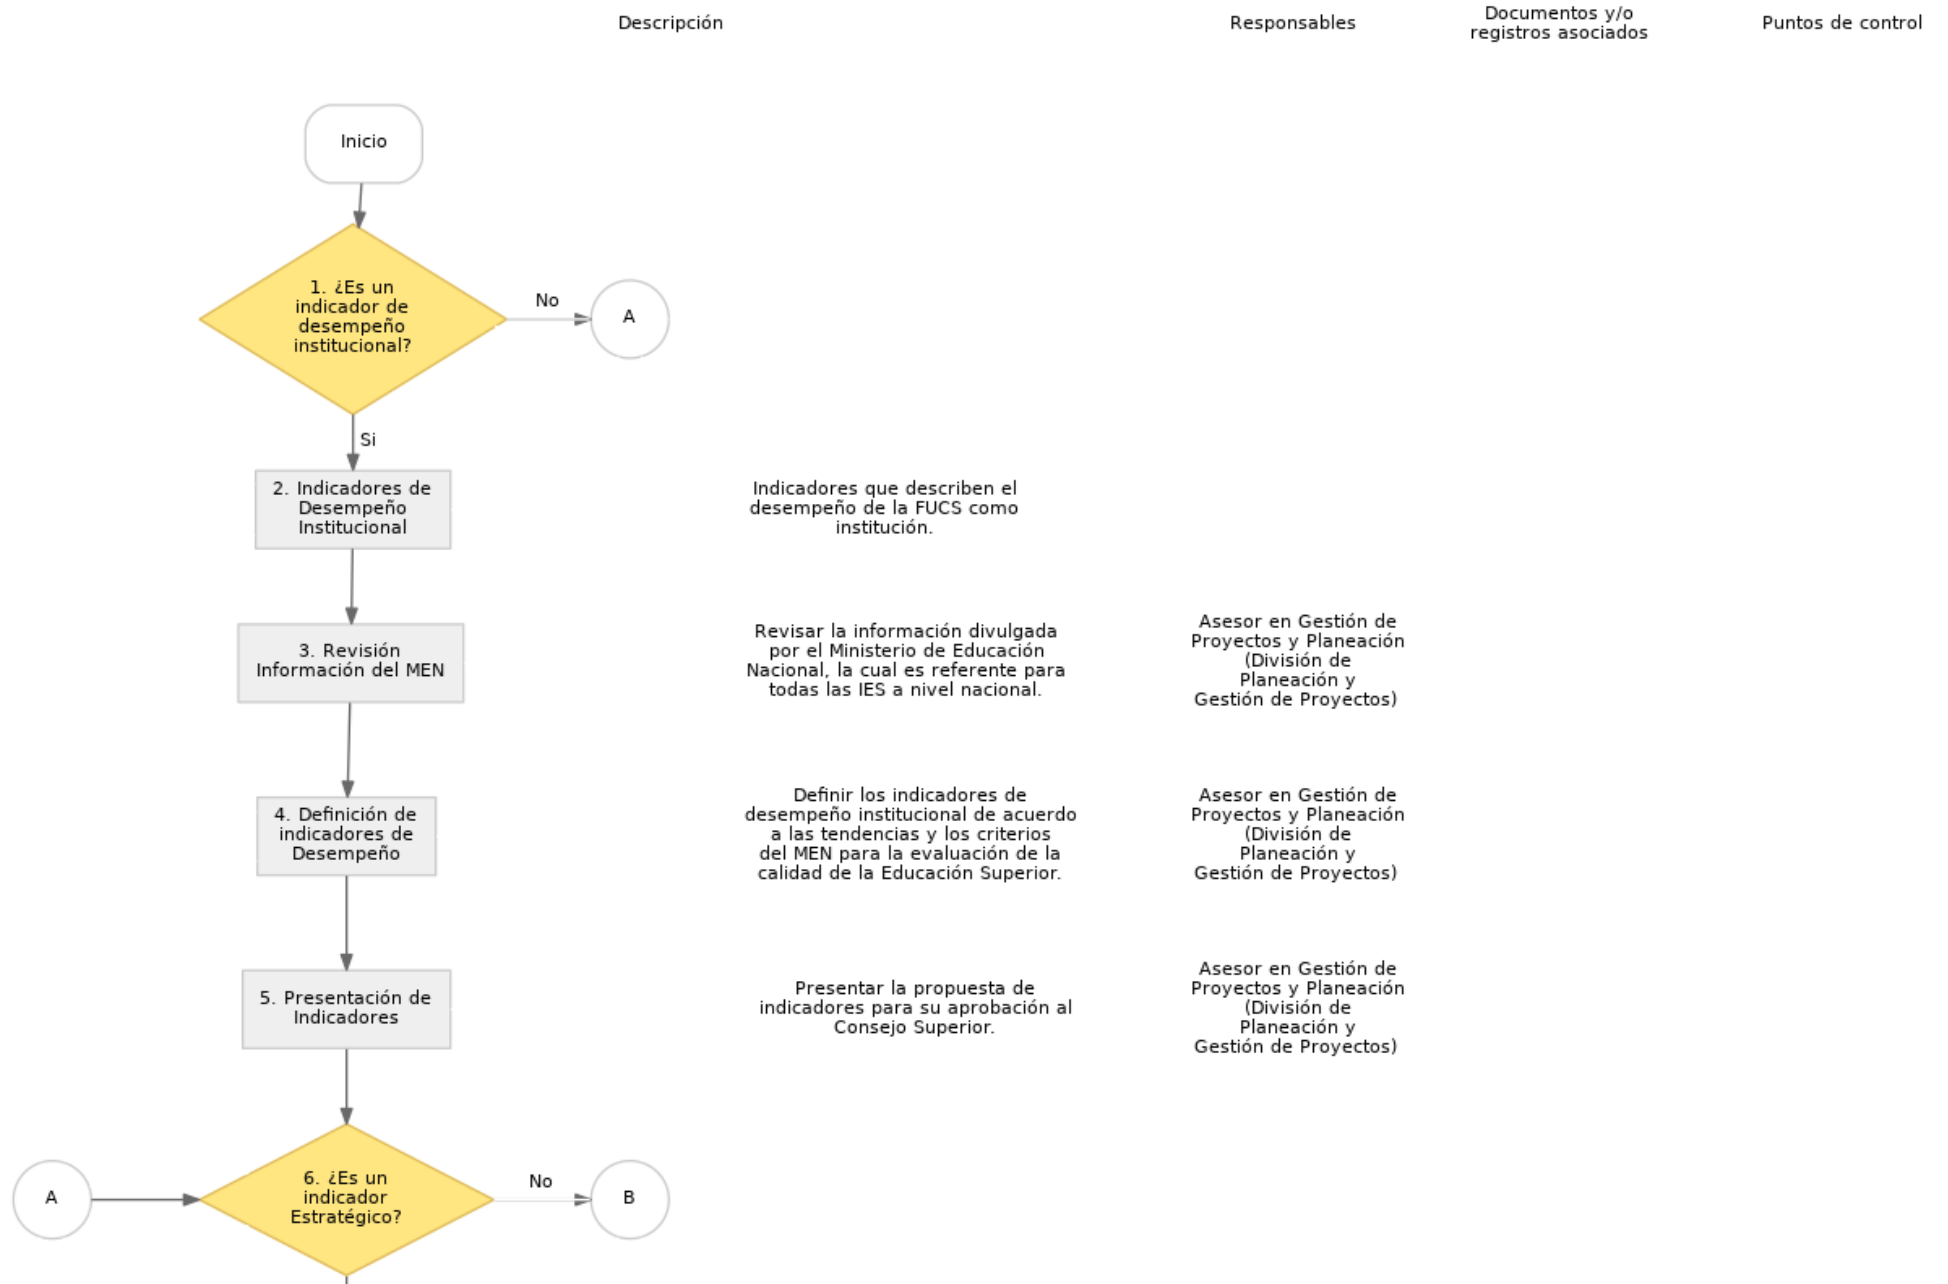 Descripción
Responsables
Documentos y/o
registros asociados
Puntos de control
Inicio
1. ¿Es un
indicador de
desempeño
institucional?
No
A
Si
2. Indicadores de
Desempeño
Institucional
Indicadores que describen el
desempeño de la FUCS como
institución.
3. Revisión
Información del MEN
Revisar la información divulgada
por el Ministerio de Educación
Nacional, la cual es referente para
todas las IES a nivel nacional.
Asesor en Gestión de
Proyectos y Planeación
(División de
Planeación y
Gestión de Proyectos)
4. Definición de
indicadores de
Desempeño
Definir los indicadores de
desempeño institucional de acuerdo
a las tendencias y los criterios
del MEN para la evaluación de la
calidad de la Educación Superior.
Asesor en Gestión de
Proyectos y Planeación
(División de
Planeación y
Gestión de Proyectos)
5. Presentación de
Indicadores
Presentar la propuesta de
indicadores para su aprobación al
Consejo Superior.
Asesor en Gestión de
Proyectos y Planeación
(División de
Planeación y
Gestión de Proyectos)
A
6. ¿Es un
indicador
Estratégico?
No
B